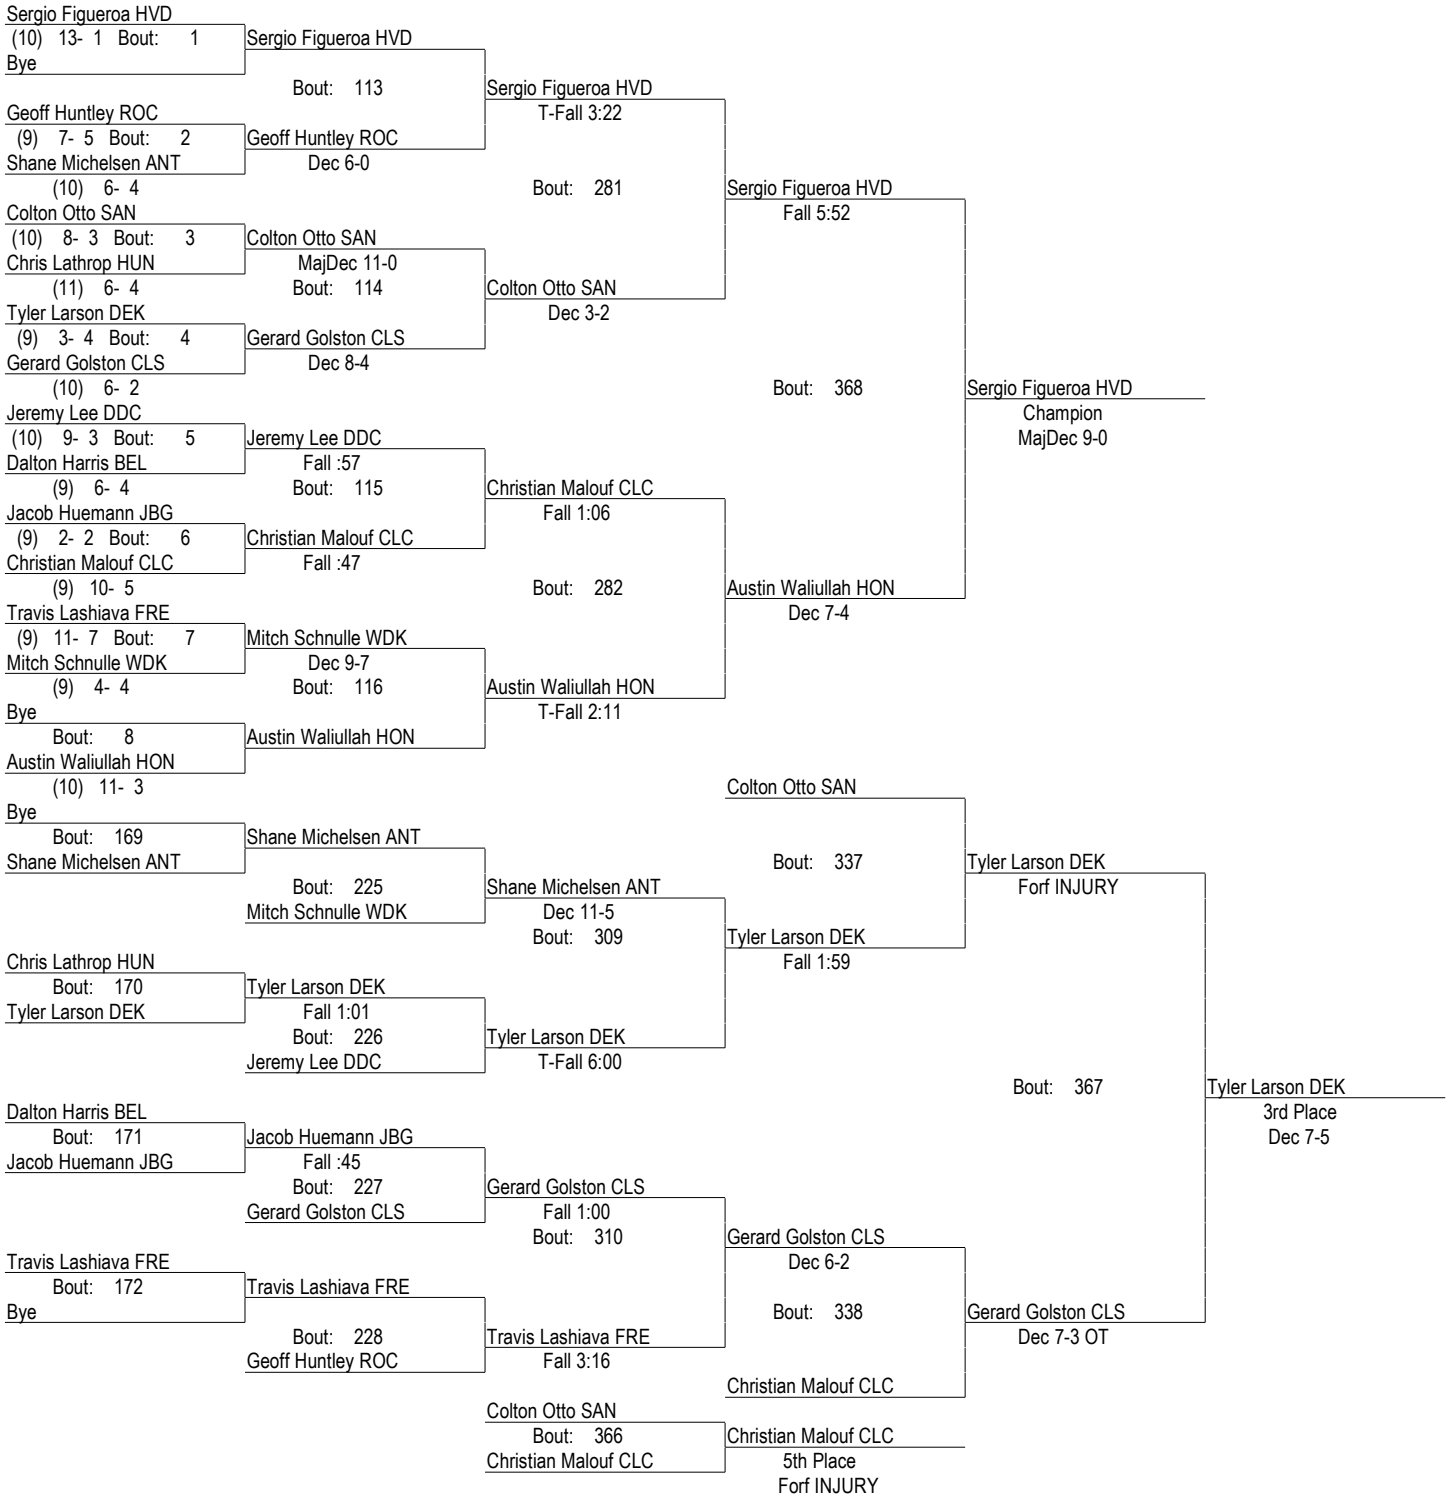 Sergio Figueroa HVD
(10) 13- 1 Bout: 1 Sergio Figueroa HVD
Bye
Bout: 113 Sergio Figueroa HVD
Geoff Huntley ROC T-Fall 3:22
(9) 7- 5 Bout: 2 Geoff Huntley ROC
Shane Michelsen ANT Dec 6-0
(10) 6- 4 Bout: 281 Sergio Figueroa HVD
Colton Otto SAN Fall 5:52
(10) 8- 3 Bout: 3 Colton Otto SAN
Chris Lathrop HUN MajDec 11-0
(11) 6- 4 Bout: 114 Colton Otto SAN
Tyler Larson DEK Dec 3-2
(9) 3- 4 Bout: 4 Gerard Golston CLS
Gerard Golston CLS Dec 8-4
(10) 6- 2 Bout: 368 Sergio Figueroa HVD
Jeremy Lee DDC Champion
(10) 9- 3 Bout: 5 Jeremy Lee DDC MajDec 9-0
Dalton Harris BEL Fall :57
(9) 6- 4 Bout: 115 Christian Malouf CLC
Jacob Huemann JBG Fall 1:06
(9) 2- 2 Bout: 6 Christian Malouf CLC
Christian Malouf CLC Fall :47
(9) 10- 5 Bout: 282 Austin Waliullah HON
Travis Lashiava FRE Dec 7-4
(9) 11- 7 Bout: 7 Mitch Schnulle WDK
Mitch Schnulle WDK Dec 9-7
(9) 4- 4 Bout: 116 Austin Waliullah HON
Bye T-Fall 2:11
Bout: 8 Austin Waliullah HON
Austin Waliullah HON
(10) 11- 3 Colton Otto SAN
Bye
Bout: 169 Shane Michelsen ANT
Shane Michelsen ANT Bout: 337 Tyler Larson DEK
Bout: 225 Shane Michelsen ANT Forf INJURY
Mitch Schnulle WDK Dec 11-5
Bout: 309 Tyler Larson DEK
Chris Lathrop HUN Fall 1:59
Bout: 170 Tyler Larson DEK
Tyler Larson DEK Fall 1:01
Bout: 226 Tyler Larson DEK
Jeremy Lee DDC T-Fall 6:00
Bout: 367 Tyler Larson DEK
Dalton Harris BEL 3rd Place
Bout: 171 Jacob Huemann JBG Dec 7-5
Jacob Huemann JBG Fall :45
Bout: 227 Gerard Golston CLS
Gerard Golston CLS Fall 1:00
Bout: 310 Gerard Golston CLS
Travis Lashiava FRE Dec 6-2
Bout: 172 Travis Lashiava FRE
Bye Bout: 338 Gerard Golston CLS
Bout: 228 Travis Lashiava FRE Dec 7-3 OT
Geoff Huntley ROC Fall 3:16
Christian Malouf CLC
Colton Otto SAN
Bout: 366 Christian Malouf CLC
Christian Malouf CLC 5th Place
Forf INJURY